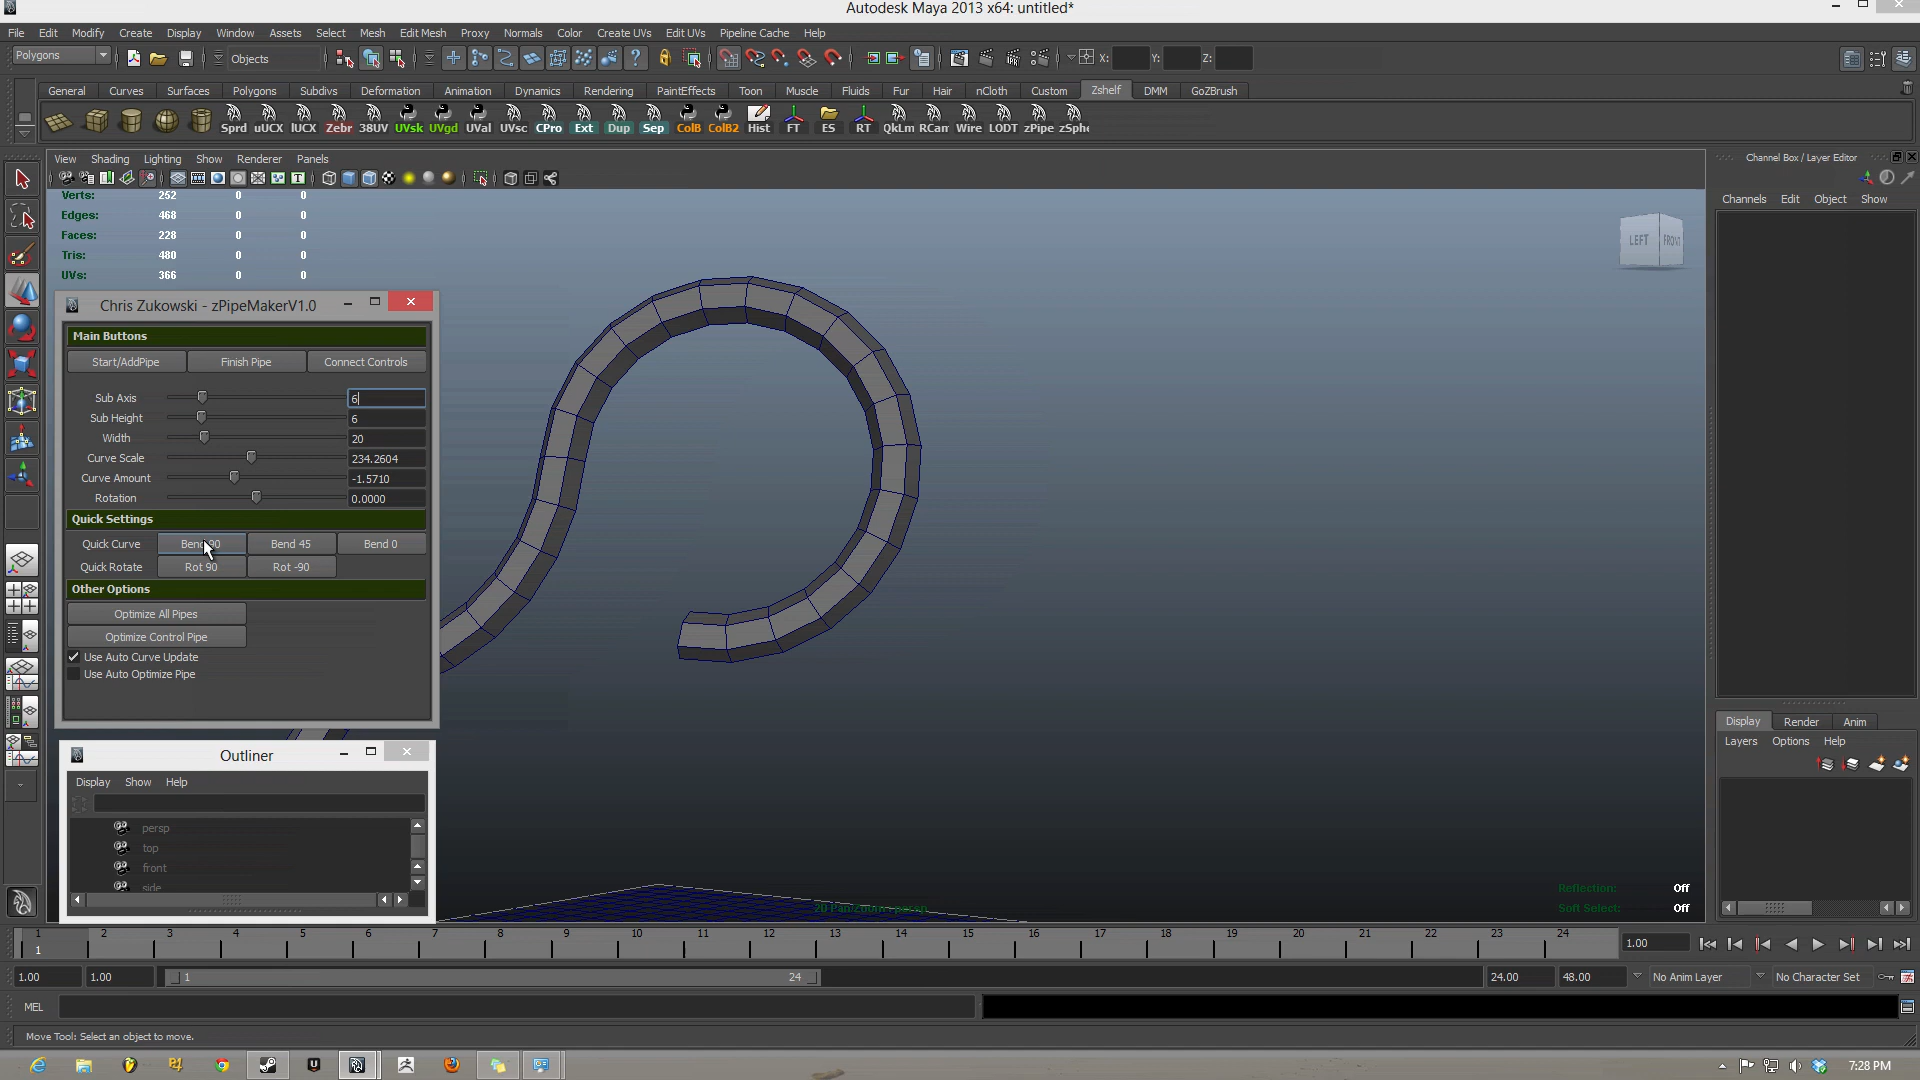 Autodesk Maya 2013 x64: untitled*
File Edit Modify Create Display Window Assets Select Mesh Edit Mesh Proxy Normals Color Create UVs Edit UVs Pipeline Cache Help
Polygons Objects X: Y: Z:
General Curves Surfaces Polygons Subdivs Deformation Animation Dynamics Rendering PaintEffects Toon Muscle Fluids Fur Hair nCloth Custom Zshelf DMM GoZBrush
Sprd uUCX lUCX Zebr 38UV UVsk UVgd UVal UVsc CPro Ext Dup Sep ColB ColB2 Hist FT ES RT QkLm RCam Wire LODT zPipe zSphe
View Shading Lighting Show Renderer Panels
Channel Box / Layer Editor
Channels Edit Object Show
Verts: 252 0 0
Edges: 468 0 0
Faces: 228 0 0
Tris: 480 0 0
UVs: 366 0 0
LEFT FRONT
Chris Zukowski - zPipeMakerV1.0
Main Buttons
Start/AddPipe Finish Pipe Connect Controls
Sub Axis 6
Sub Height 6
Width 20
Curve Scale 234.2604
Curve Amount -1.5710
Rotation 0.0000
Quick Settings
Quick Curve Bend 90 Bend 45 Bend 0
Quick Rotate Rot 90 Rot -90
Other Options
Optimize All Pipes
Optimize Control Pipe
Use Auto Curve Update
Use Auto Optimize Pipe
Outliner
Display Show Help
persp
top
front
side
Display Render Anim
Layers Options Help
Reflection: Off
Soft Select: Off
2D Pan/Zoom : persp
1 2 3 4 5 6 7 8 9 10 11 12 13 14 15 16 17 18 19 20 21 22 23 24
1 1.00
1.00 1.00 1 24 24.00 48.00 No Anim Layer No Character Set
MEL
Move Tool: Select an object to move.
7:28 PM